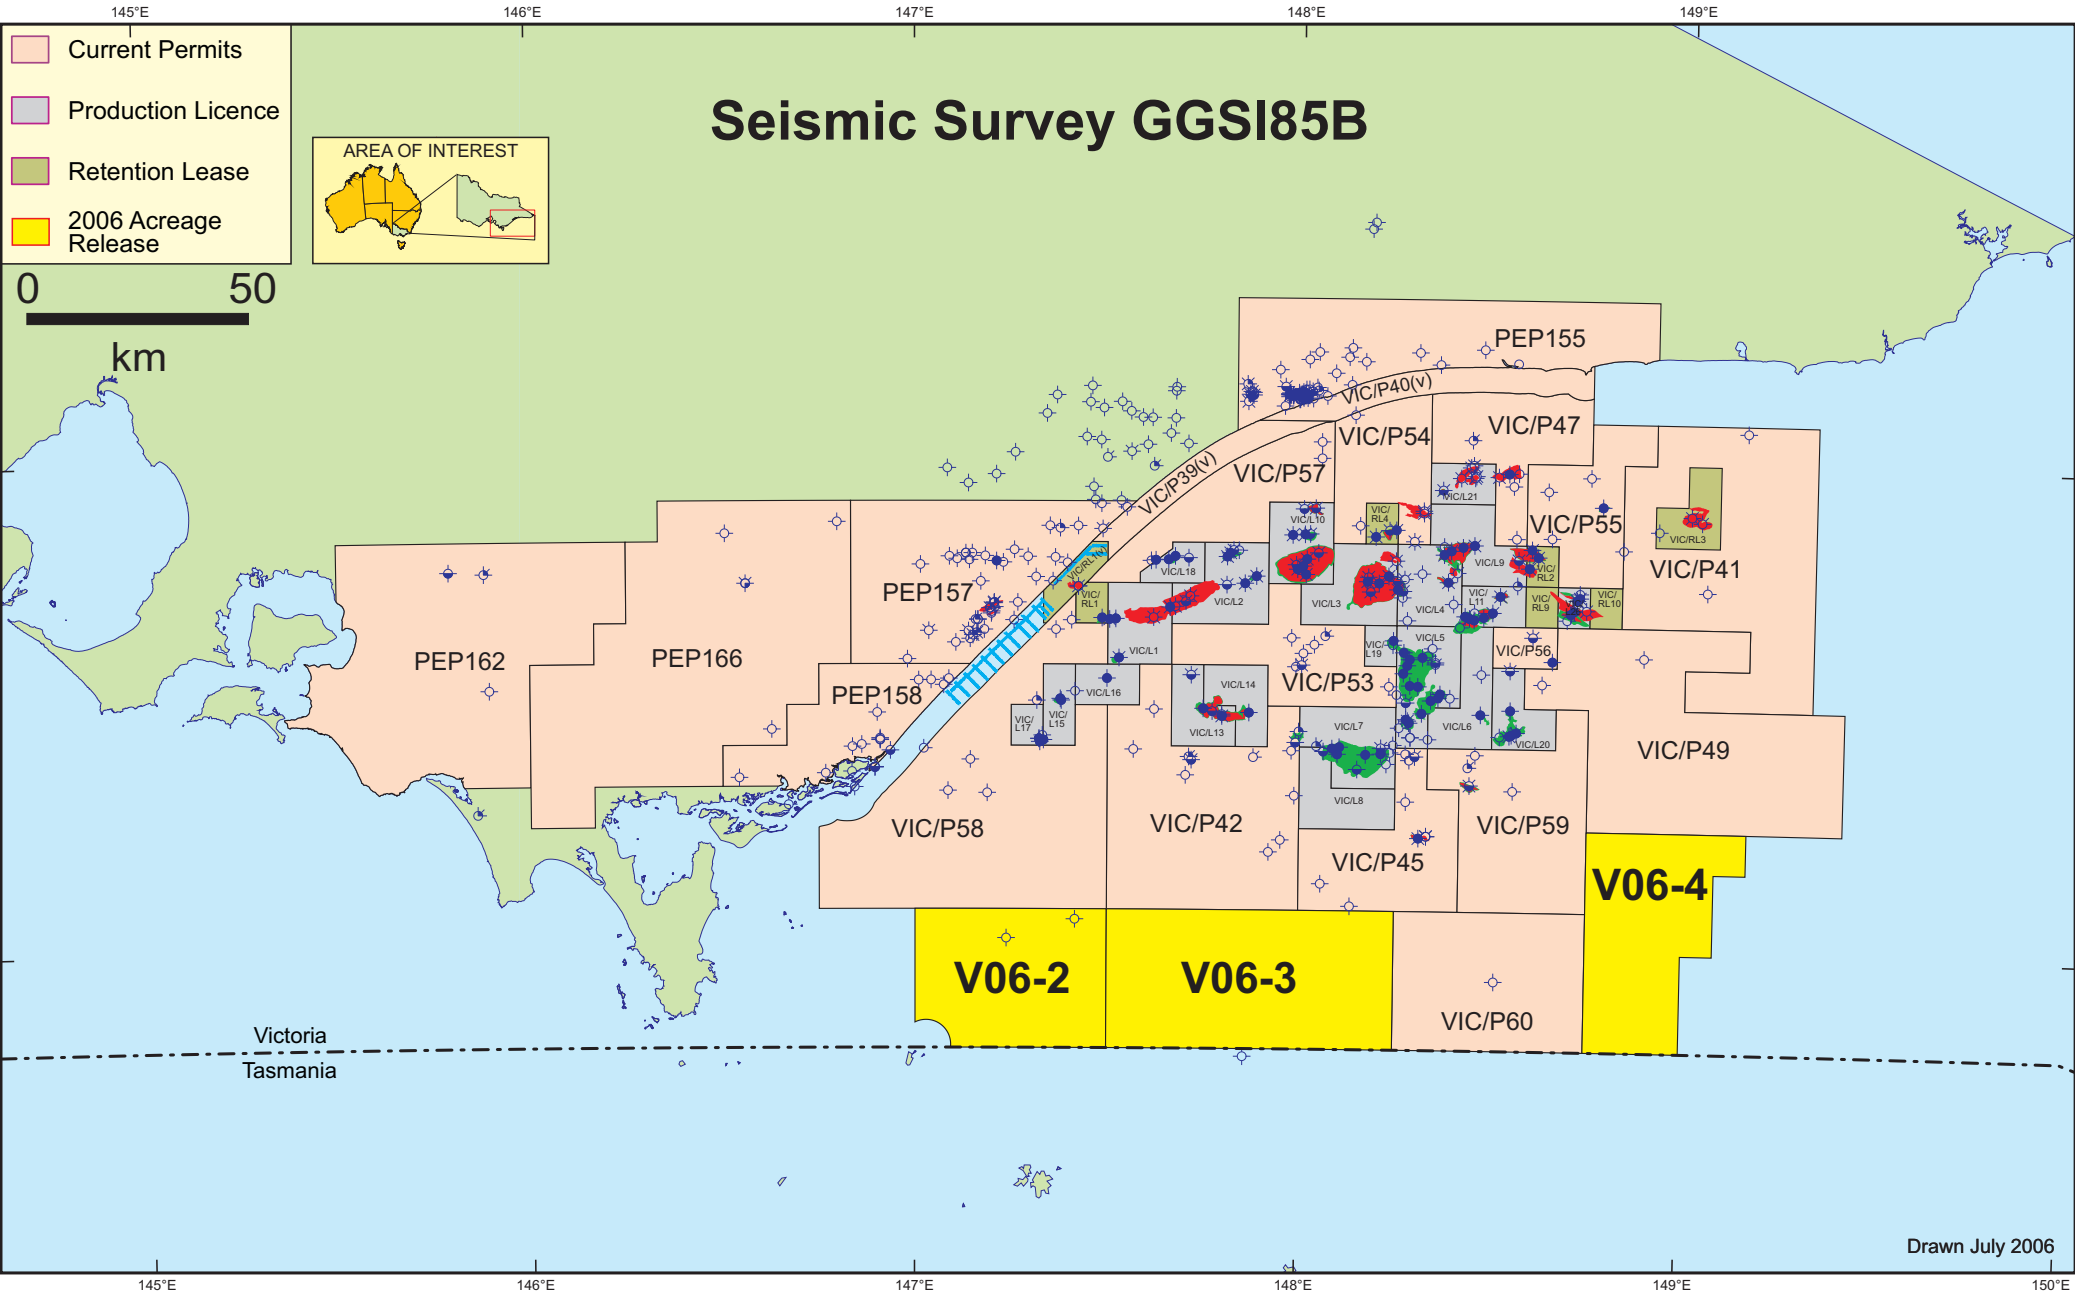 145°E
146°E
147°E
148°E
149°E
Current Permits
Production Licence
Retention Lease
2006 Acreage
Release
AREA OF INTEREST
Seismic Survey GGSI85B
0
50
km
PEP155
VIC/P40(v)
VIC/P47
VIC/P54
VIC/P57
VIC/P39(v)
VIC/L21
VIC/L10
VIC/
RL4
VIC/P55
VIC/RL3
VIC/P41
VIC/RL1(v)
VIC/L18
VIC/L9
VIC/
RL2
PEP157
VIC/
RL1
VIC/L2
VIC/L3
VIC/L4
VIC/
L11
VIC/
RL9
VIC/
RL10
PEP162
PEP166
VIC/L1
VIC/
L19
VIC/L5
VIC/P56
PEP158
VIC/L16
VIC/L14
VIC/P53
VIC/
L17
VIC/
L15
VIC/L13
VIC/L7
VIC/L6
VIC/L20
VIC/P49
VIC/L8
VIC/P58
VIC/P42
VIC/P59
VIC/P45
V06-4
V06-2
V06-3
VIC/P60
Victoria
Tasmania
Drawn July 2006
145°E
146°E
147°E
148°E
149°E
150°E